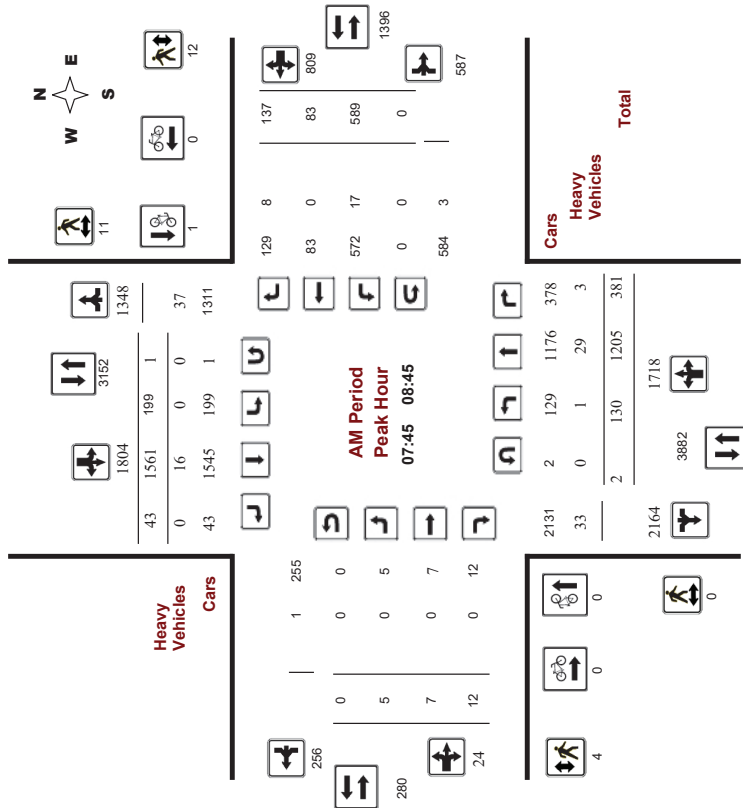 N
W E
S
12
0
11
1
1348
37
1311
3152
1804
43 1561 199 1
0 16 0 0
43 1545 199 1
Heavy
Vehicles
Cars
1396
809
587
129 8 137
83 0 83
572 17 589
0 0 0
584 3
AM Period
Peak Hour
07:45 08:45
255 1
256
0 0 0
5 0 5
7 0 7
12 0 12
280
24
Cars
Heavy
Vehicles
Total
2131 2 129 1176 378
33 0 1 29 3
2 130 1205 381
2164
1718
3882
0
0
0
4